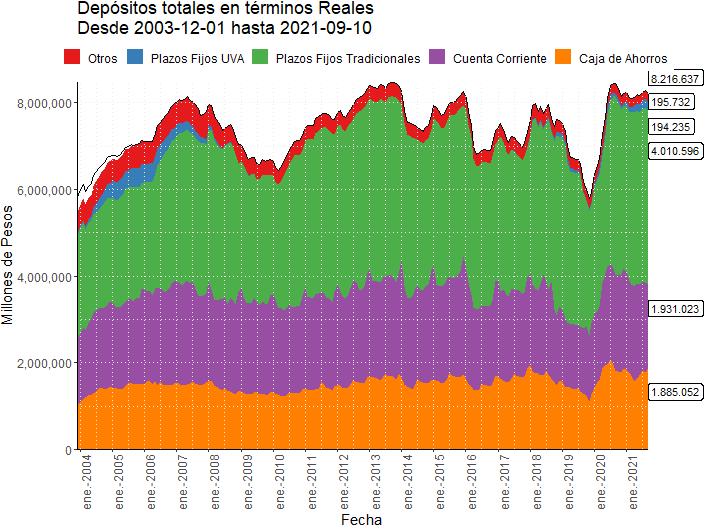 Depósitos totales en términos Reales
Desde 2003-12-01 hasta 2021-09-10
Otros Plazos Fijos UVA Plazos Fijos Tradicionales Cuenta Corriente Caja de Ahorros
Millones de Pesos
8,000,000
6,000,000
4,000,000
2,000,000
0
8.216.637
195.732
194.235
4.010.596
1.931.023
1.885.052
ene.-2004
ene.-2005
ene.-2006
ene.-2007
ene.-2008
ene.-2009
ene.-2010
ene.-2011
ene.-2012
ene.-2013
ene.-2014
ene.-2015
ene.-2016
ene.-2017
ene.-2018
ene.-2019
ene.-2020
ene.-2021
Fecha